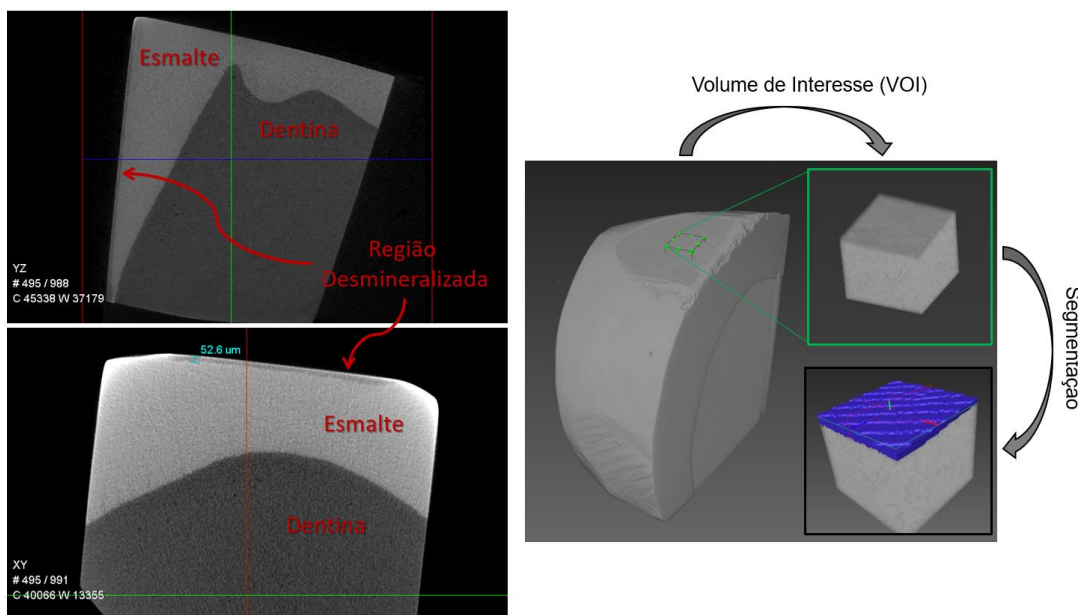 Esmalte
Dentina
Região
Desmineralizada
YZ
# 495 / 988
C 45338 W 37179
52.6 um
Esmalte
Dentina
XY
# 495 / 991
C 40066 W 13355
Volume de Interesse (VOI)
Segmentaçao